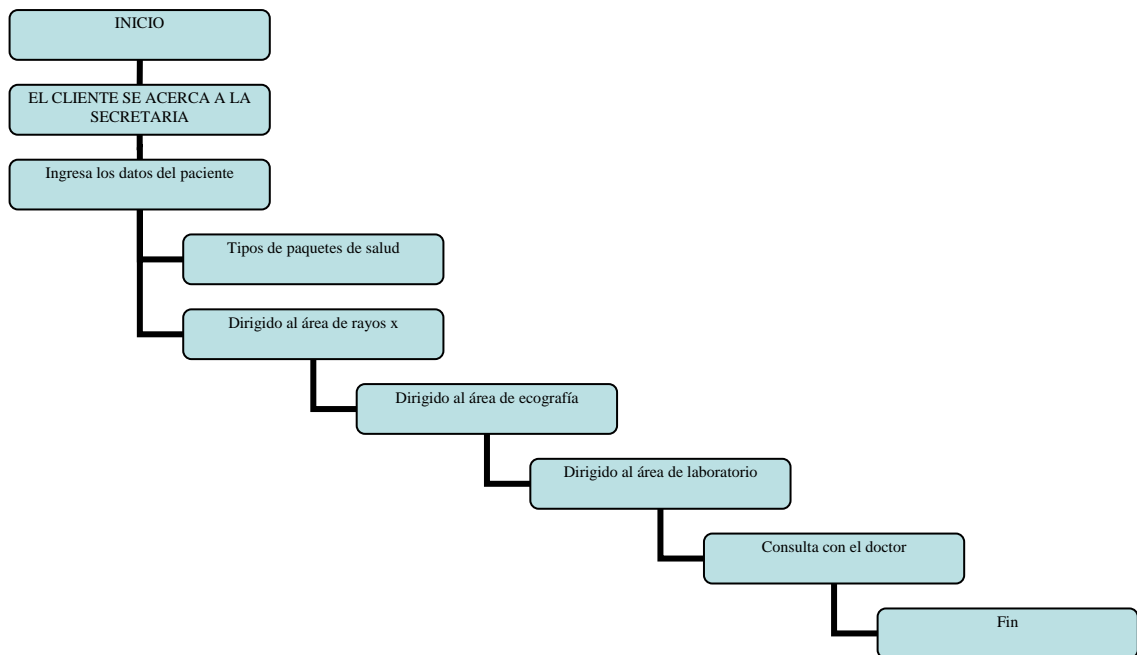 INICIO
EL CLIENTE SE ACERCA A LA
SECRETARIA
Ingresa los datos del paciente
Tipos de paquetes de salud
Dirigido al área de rayos x
Dirigido al área de ecografía
Dirigido al área de laboratorio
Consulta con el doctor
Fin